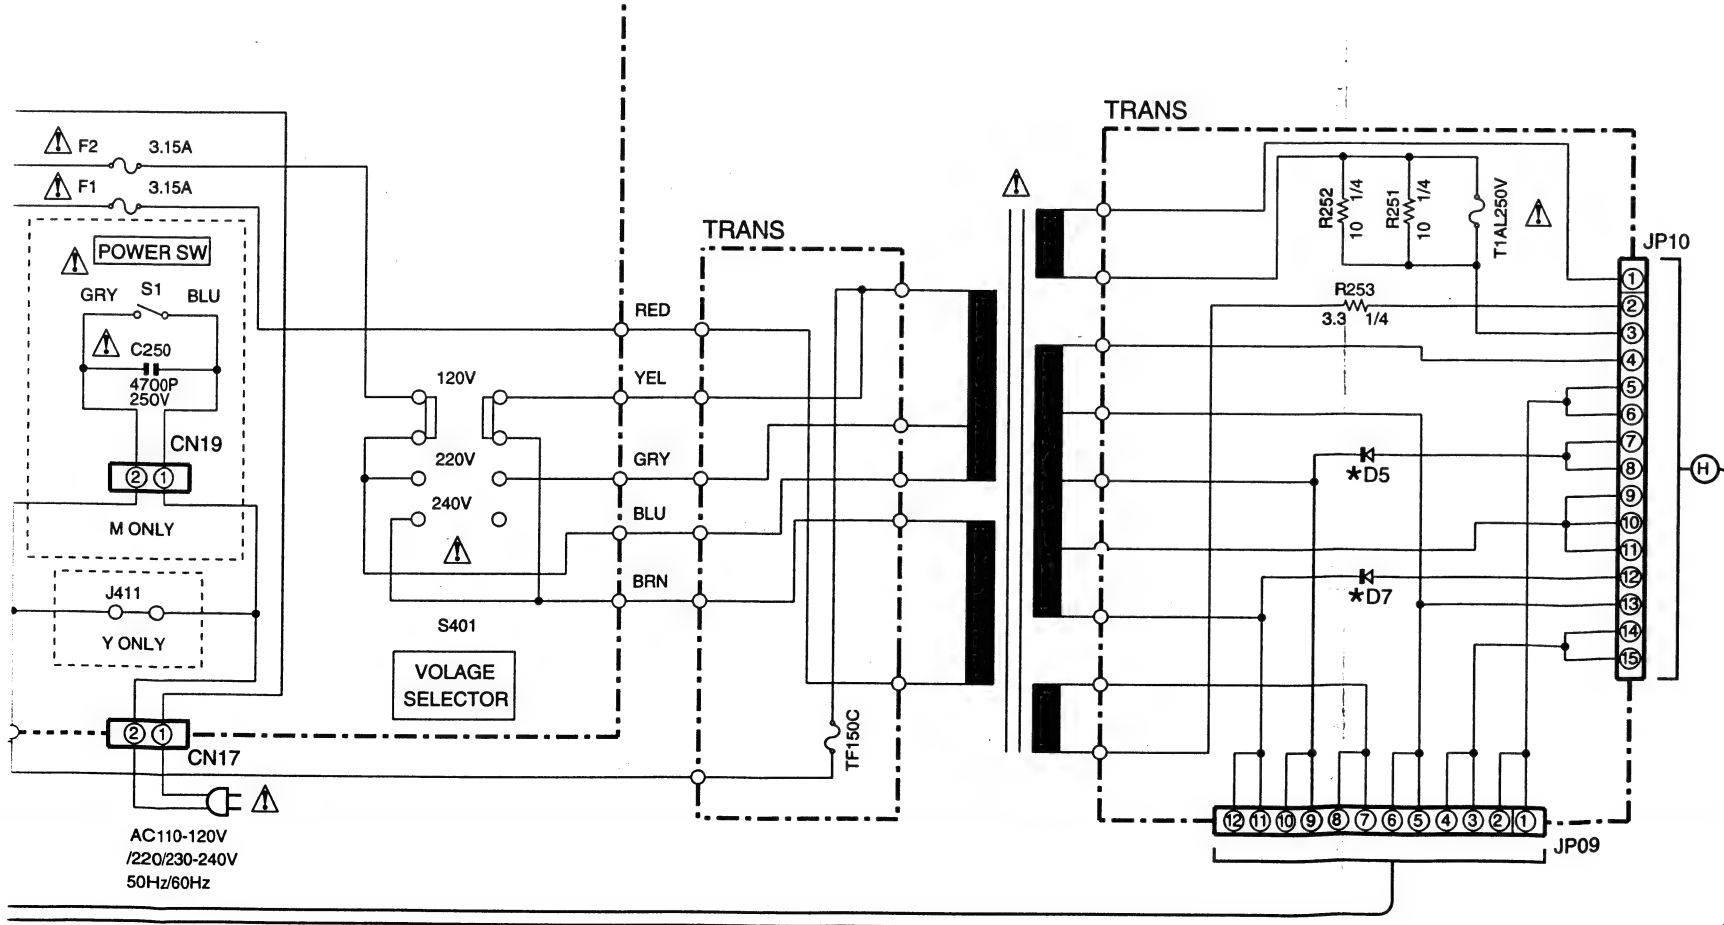 TRANS
F2 3.15A
F1 3.15A
T1AL250V
R252 10 1/4
R251 10 1/4
TRANS
JP10
POWER SW
S1
GRY BLU
R253
3.3 1/4
RED
C250
4700P
250V
120V
YEL
CN19
2 1
220V
GRY
*D5
240V
BLU
M ONLY
BRN
*D7
J411
Y ONLY
S401
VOLAGE
SELECTOR
1
2
3
4
5
6
7
8
9
10
11
12
13
14
15
H
TF150C
2 1
CN17
12 11 10 9 8 7 6 5 4 3 2 1
JP09
AC110-120V
/220/230-240V
50Hz/60Hz